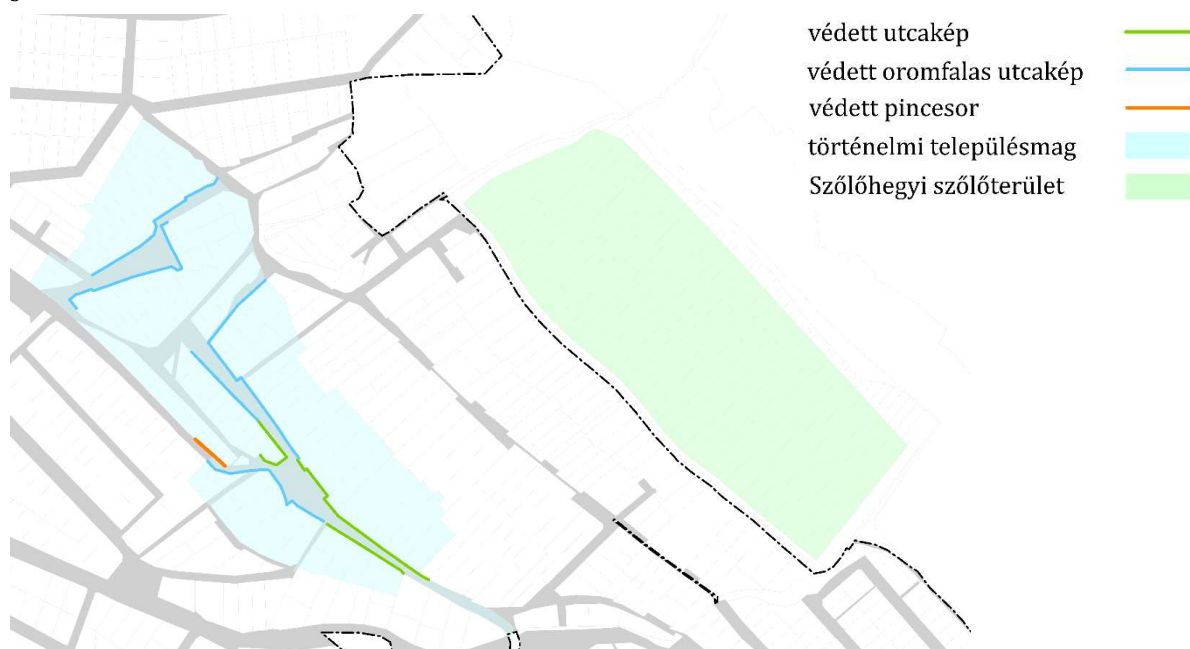 védett utcakép
védett oromfalas utcakép
védett pincesor
történelmi településmag
Szőlőhegyi szőlőterület